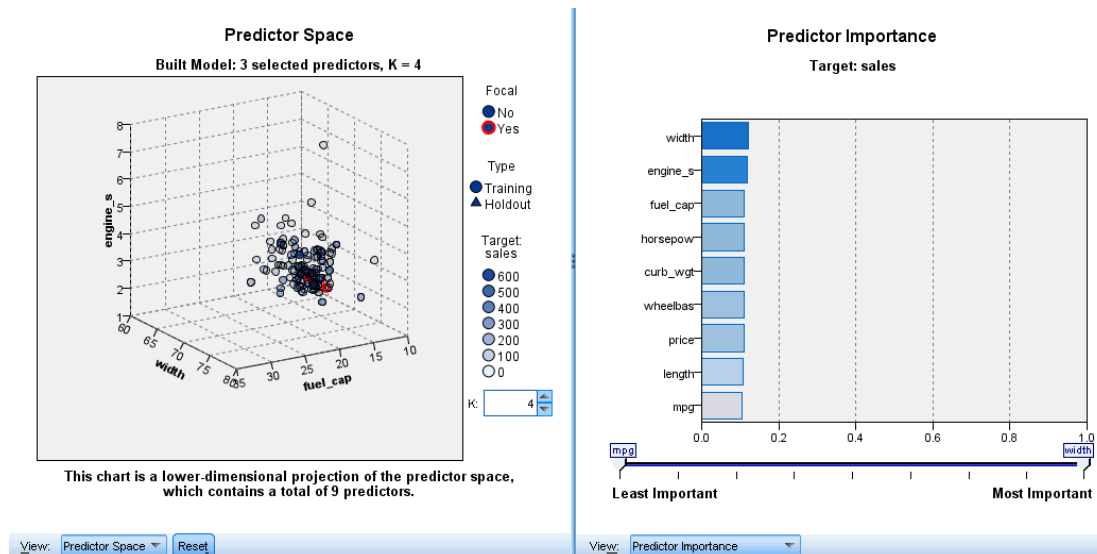 Predictor Space
Built Model: 3 selected predictors, K = 4
Focal
No
Yes
Type
Training
Holdout
Target:
sales
600
500
400
300
200
100
0
K: 4
engine_s
8
7
6
5
4
3
2
1
width
60
65
70
75
80
fuel_cap
35
30
25
20
15
10
This chart is a lower-dimensional projection of the predictor space,
which contains a total of 9 predictors.
View: Predictor Space Reset
Predictor Importance
Target: sales
width
engine_s
fuel_cap
horsepow
curb_wgt
wheelbas
price
length
mpg
0.0 0.2 0.4 0.6 0.8 1.0
mpg width
Least Important Most Important
View: Predictor Importance